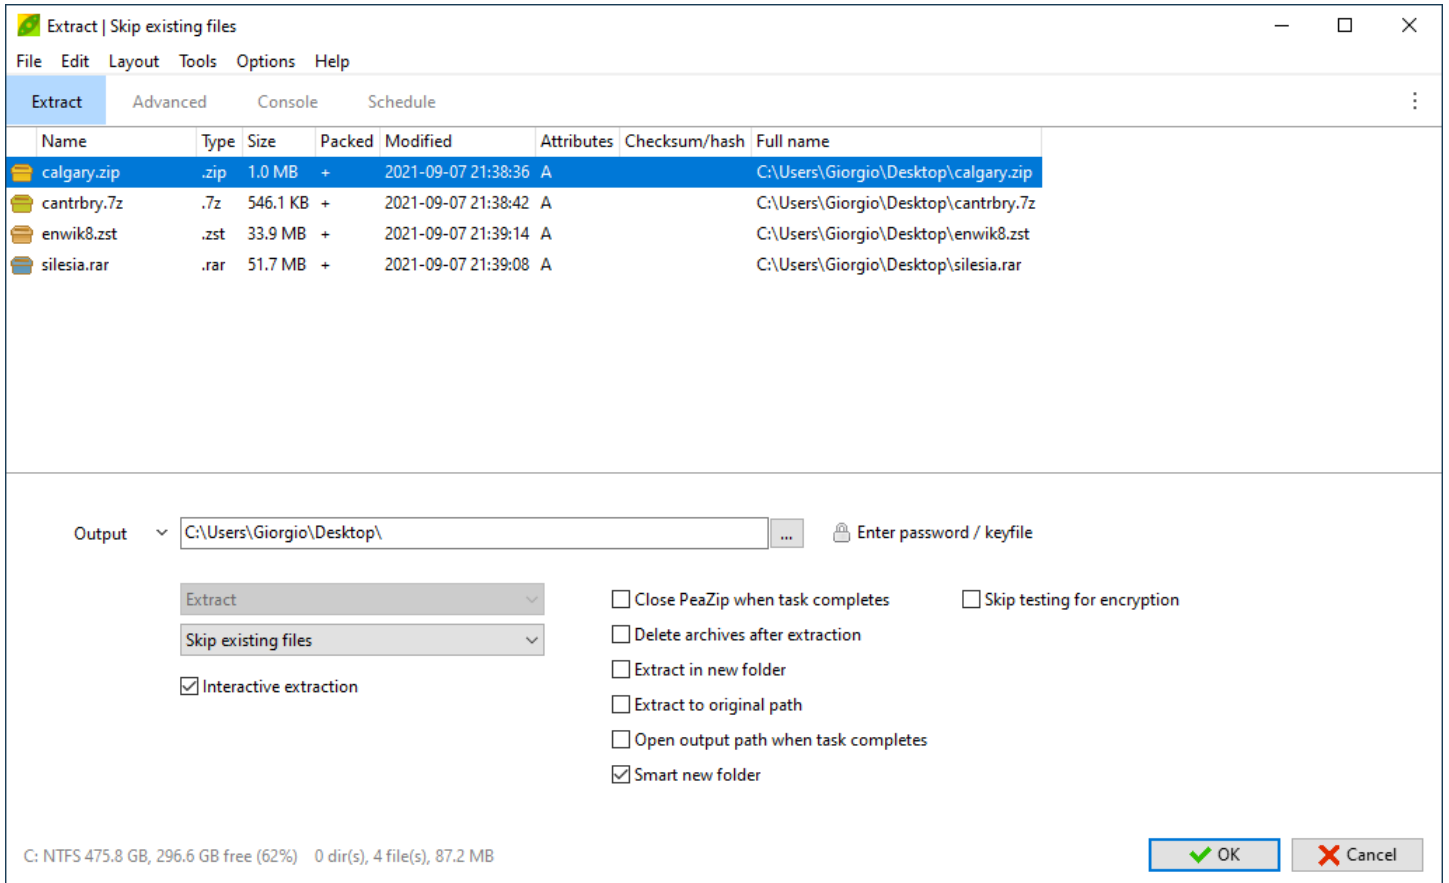 Extract | Skip existing files
File Edit Layout Tools Options Help
Extract Advanced Console Schedule
Name Type Size Packed Modified Attributes Checksum/hash Full name
calgary.zip .zip 1.0 MB + 2021-09-07 21:38:36 A C:\Users\Giorgio\Desktop\calgary.zip
cantrbry.7z .7z 546.1 KB + 2021-09-07 21:38:42 A C:\Users\Giorgio\Desktop\cantrbry.7z
enwik8.zst .zst 33.9 MB + 2021-09-07 21:39:14 A C:\Users\Giorgio\Desktop\enwik8.zst
silesia.rar .rar 51.7 MB + 2021-09-07 21:39:08 A C:\Users\Giorgio\Desktop\silesia.rar
Output C:\Users\Giorgio\Desktop\ ... Enter password / keyfile
Extract Close PeaZip when task completes Skip testing for encryption
Skip existing files Delete archives after extraction
Extract in new folder
Interactive extraction
Extract to original path
Open output path when task completes
Smart new folder
C: NTFS 475.8 GB, 296.6 GB free (62%) 0 dir(s), 4 file(s), 87.2 MB OK Cancel